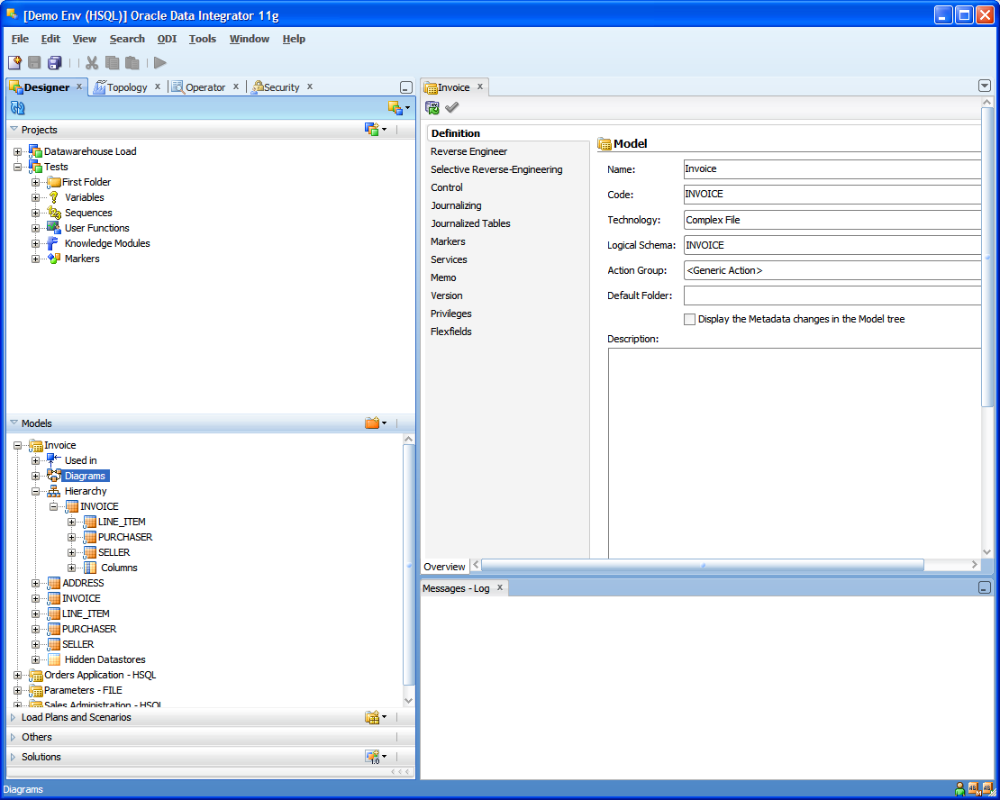 [Demo Env (HSQL)] Oracle Data Integrator 11g
File Edit View Search ODI Tools Window Help
Designer x Topology x Operator x Security x
Projects
Datawarehouse Load
Tests
First Folder
Variables
Sequences
User Functions
Knowledge Modules
Markers
Models
Invoice
Used in
Diagrams
Hierarchy
INVOICE
LINE_ITEM
PURCHASER
SELLER
Columns
ADDRESS
INVOICE
LINE_ITEM
PURCHASER
SELLER
Hidden Datastores
Orders Application - HSQL
Parameters - FILE
Sales Administration - HSQL
Load Plans and Scenarios
Others
Solutions
Diagrams
Invoice x
Definition
Reverse Engineer
Selective Reverse-Engineering
Control
Journalizing
Journalized Tables
Markers
Services
Memo
Version
Privileges
Flexfields
Model
Name: Invoice
Code: INVOICE
Technology: Complex File
Logical Schema: INVOICE
Action Group: <Generic Action>
Default Folder:
Display the Metadata changes in the Model tree
Description:
Overview
Messages - Log x